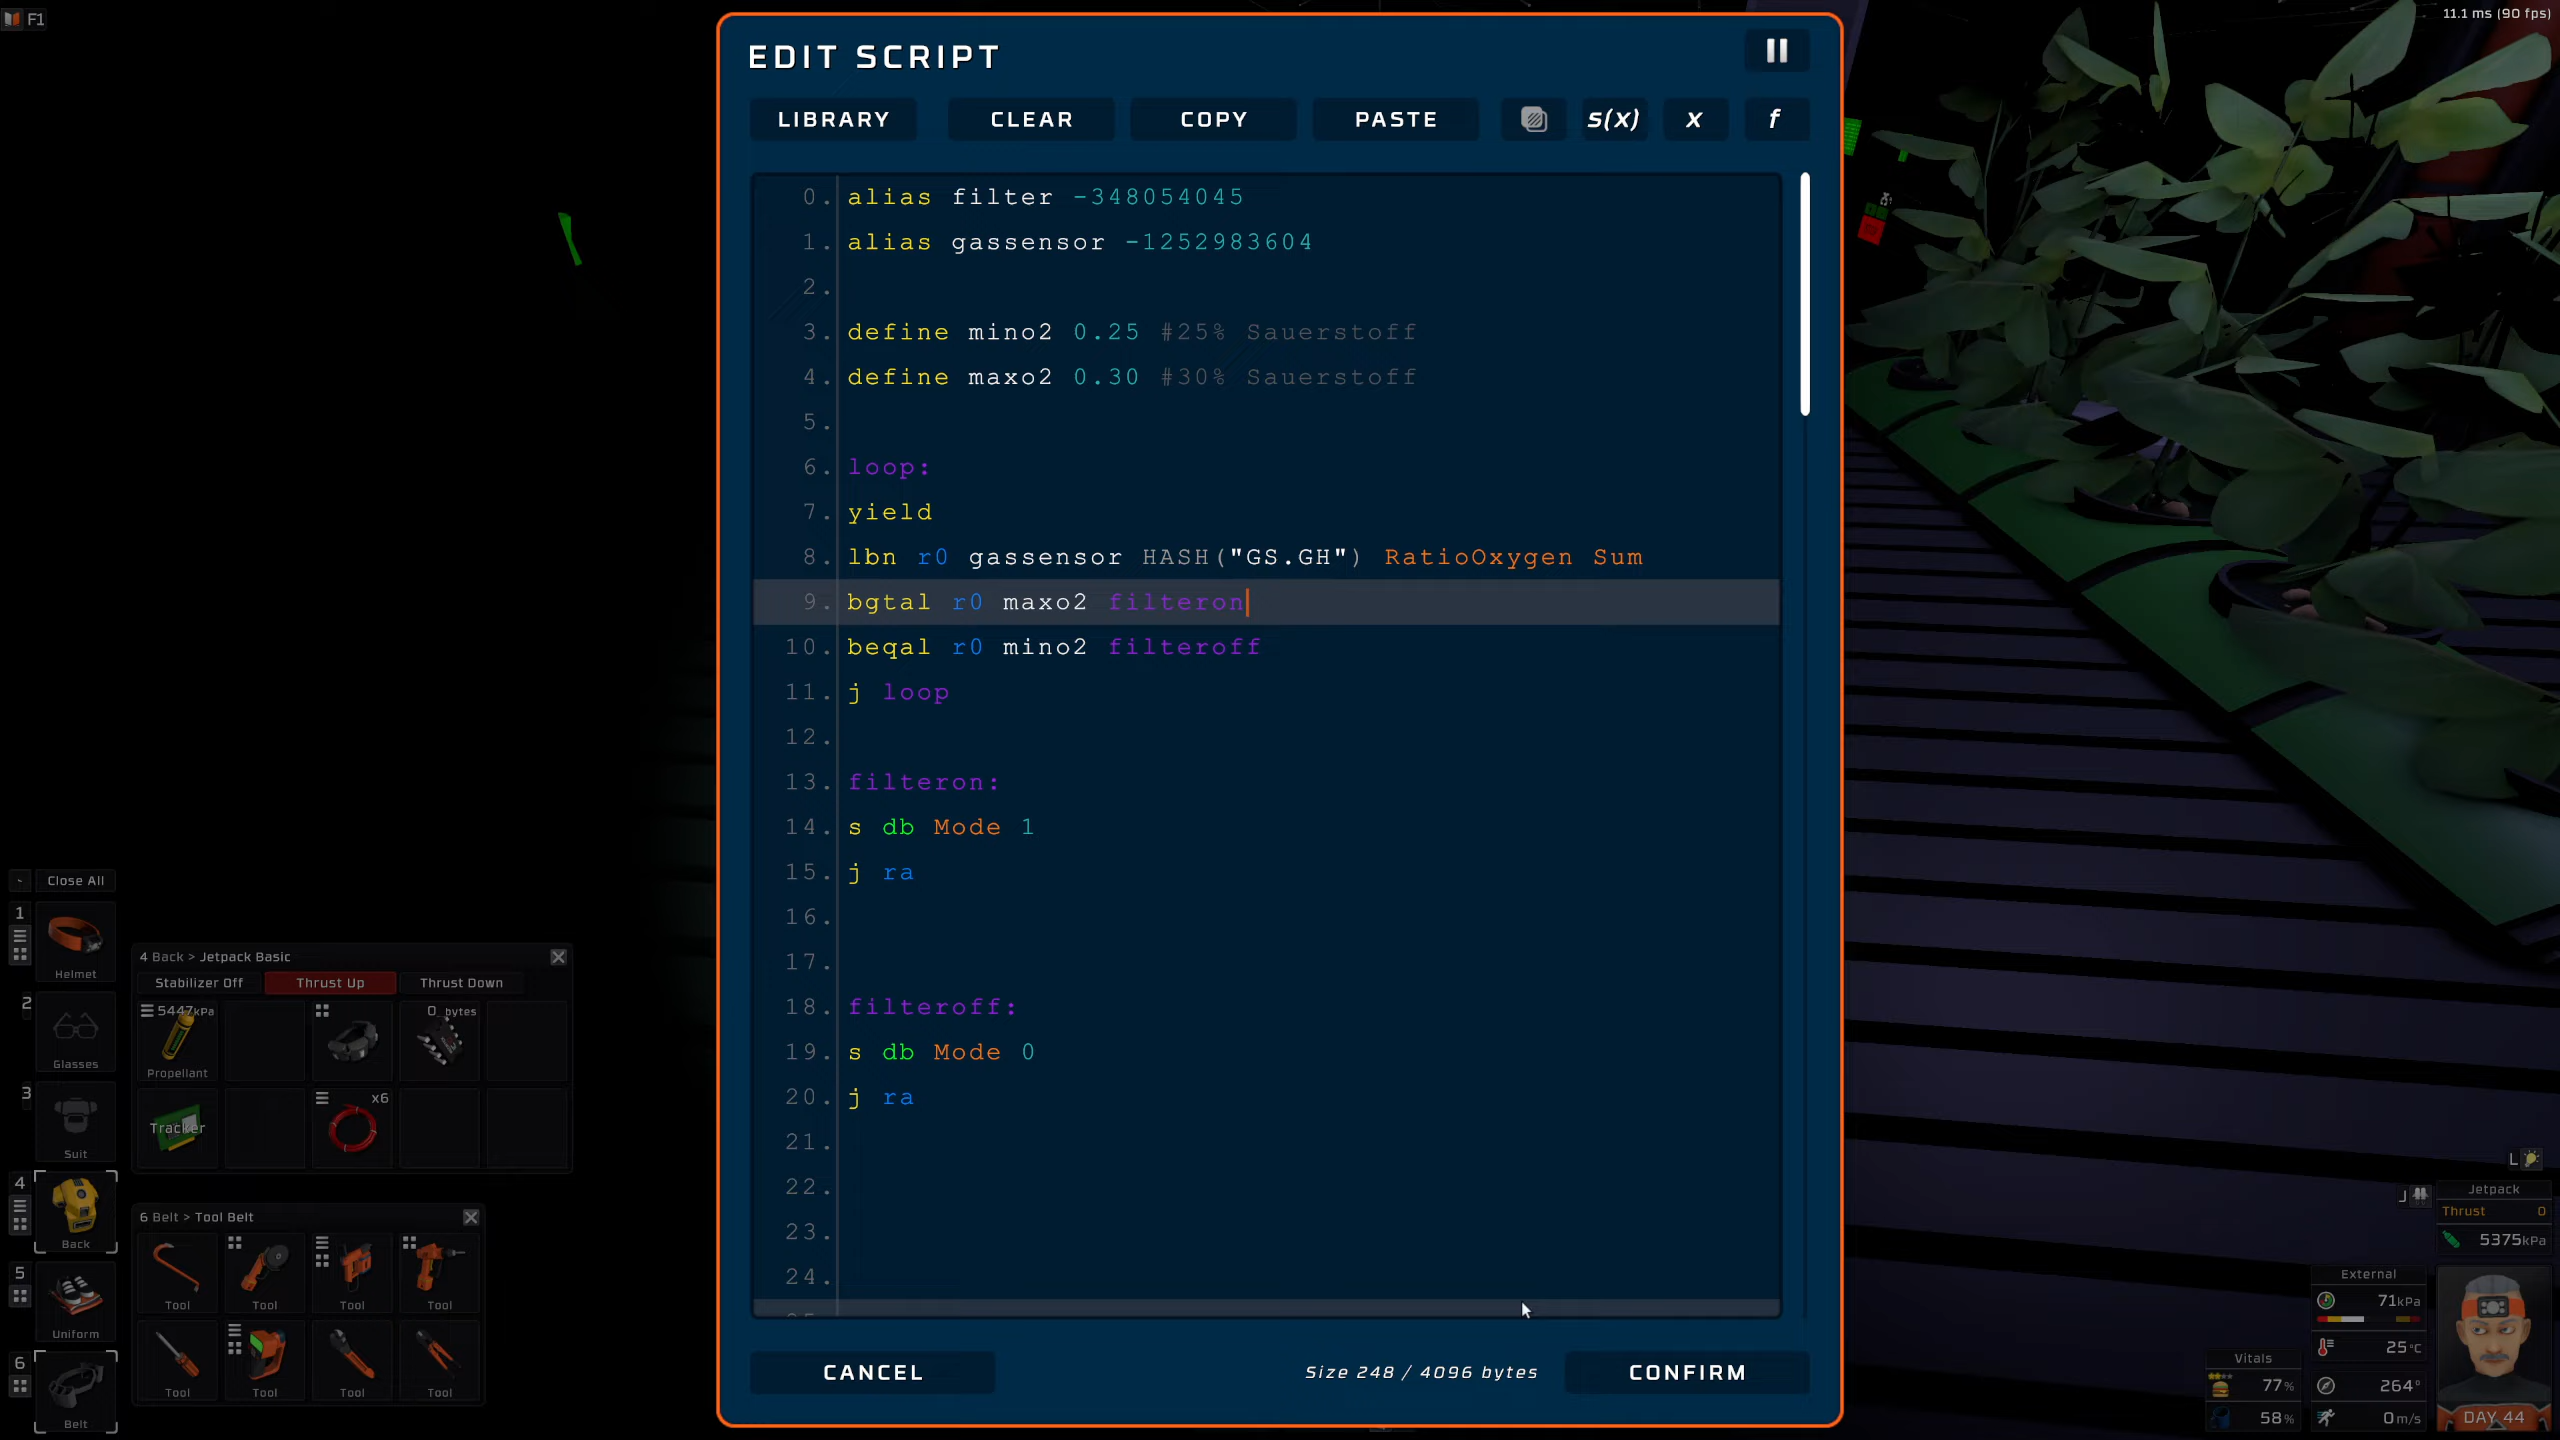 F1
11.1 ms (90 fps)
EDIT SCRIPT
LIBRARY CLEAR COPY PASTE s(x) x f
0. alias filter -348054045
1. alias gassensor -1252983604
2.
3. define mino2 0.25 #25% Sauerstoff
4. define maxo2 0.30 #30% Sauerstoff
5.
6. loop:
7. yield
8. lbn r0 gassensor HASH("GS.GH") RatioOxygen Sum
9. bgtal r0 maxo2 filteron
10. beqal r0 mino2 filteroff
11. j loop
12.
13. filteron:
14. s db Mode 1
15. j ra
16.
17.
18. filteroff:
19. s db Mode 0
20. j ra
21.
22.
23.
24.
CANCEL
Size 248 / 4096 bytes
CONFIRM
- Close All
1
Helmet
2
Glasses
3
Suit
4
Back
5
Uniform
6
Belt
4 Back > Jetpack Basic
Stabilizer Off Thrust Up Thrust Down
5447kPa
0 bytes
Propellant
Tracker
x6
6 Belt > Tool Belt
Tool Tool Tool Tool
Tool Tool Tool Tool
L
J
Jetpack
Thrust 0
5375kPa
External
71kPa
25°C
264°
0m/s
Vitals
77%
58%
DAY 44